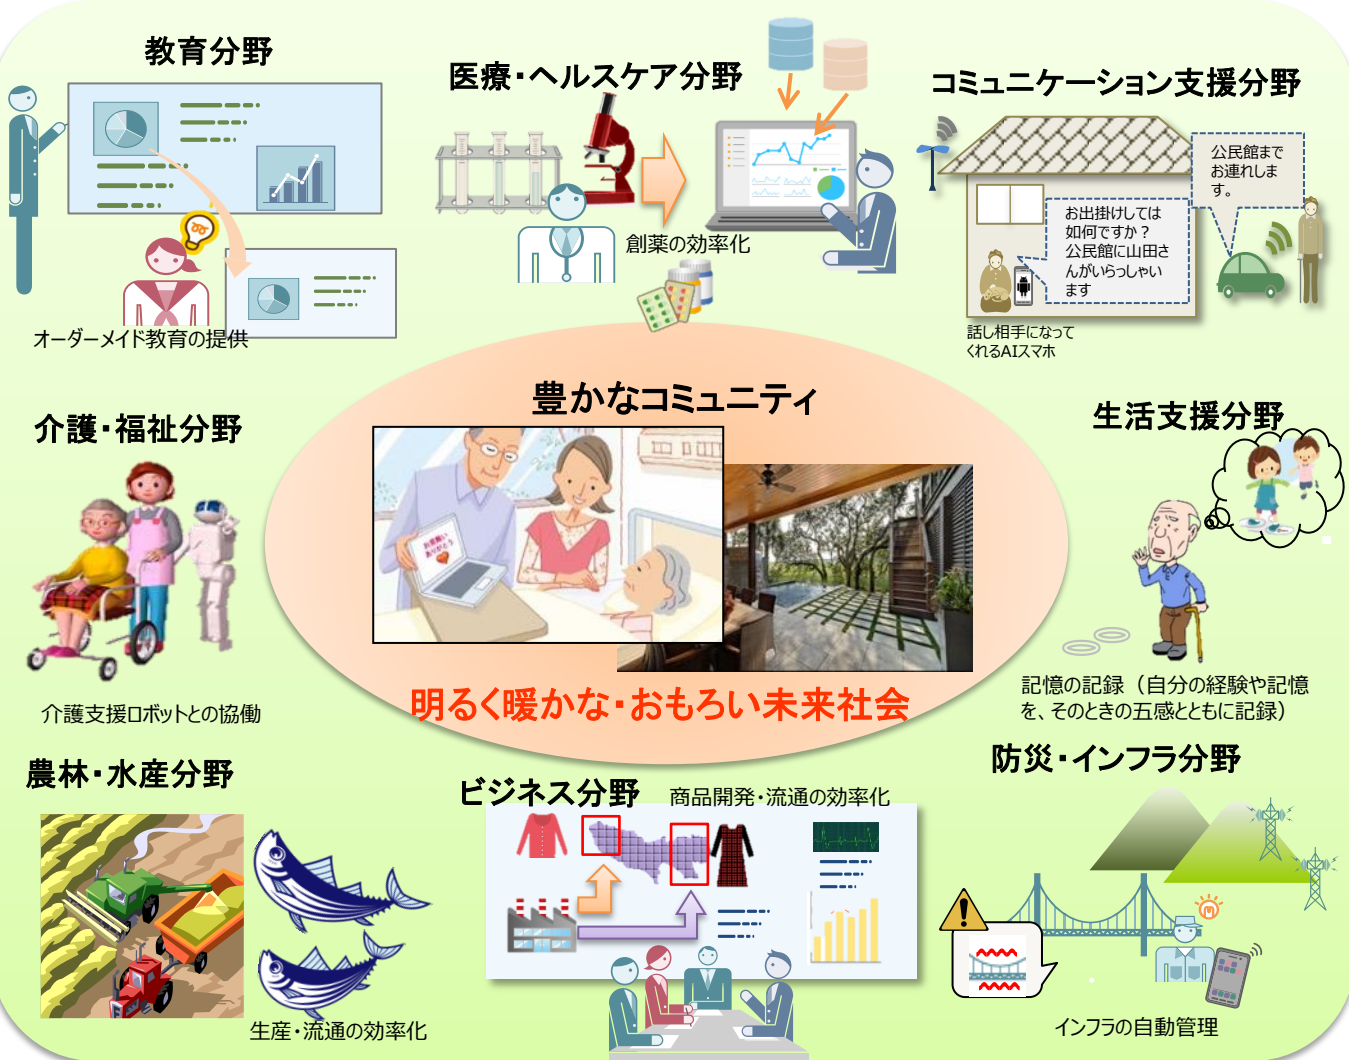 教育分野
オーダーメイド教育の提供
医療・ヘルスケア分野
創薬の効率化
コミュニケーション支援分野
公民館まで
お連れしま
す。
お出掛けしては
如何ですか？
公民館に山田さ
んがいらっしゃい
ます
話し相手になって
くれるAIスマホ
介護・福祉分野
介護支援ロボットとの協働
豊かなコミュニティ
お見舞い
ありがとう
明るく暖かな・おもろい未来社会
生活支援分野
記憶の記録（自分の経験や記憶
を、そのときの五感とともに記録）
農林・水産分野
生産・流通の効率化
ビジネス分野
商品開発・流通の効率化
防災・インフラ分野
インフラの自動管理